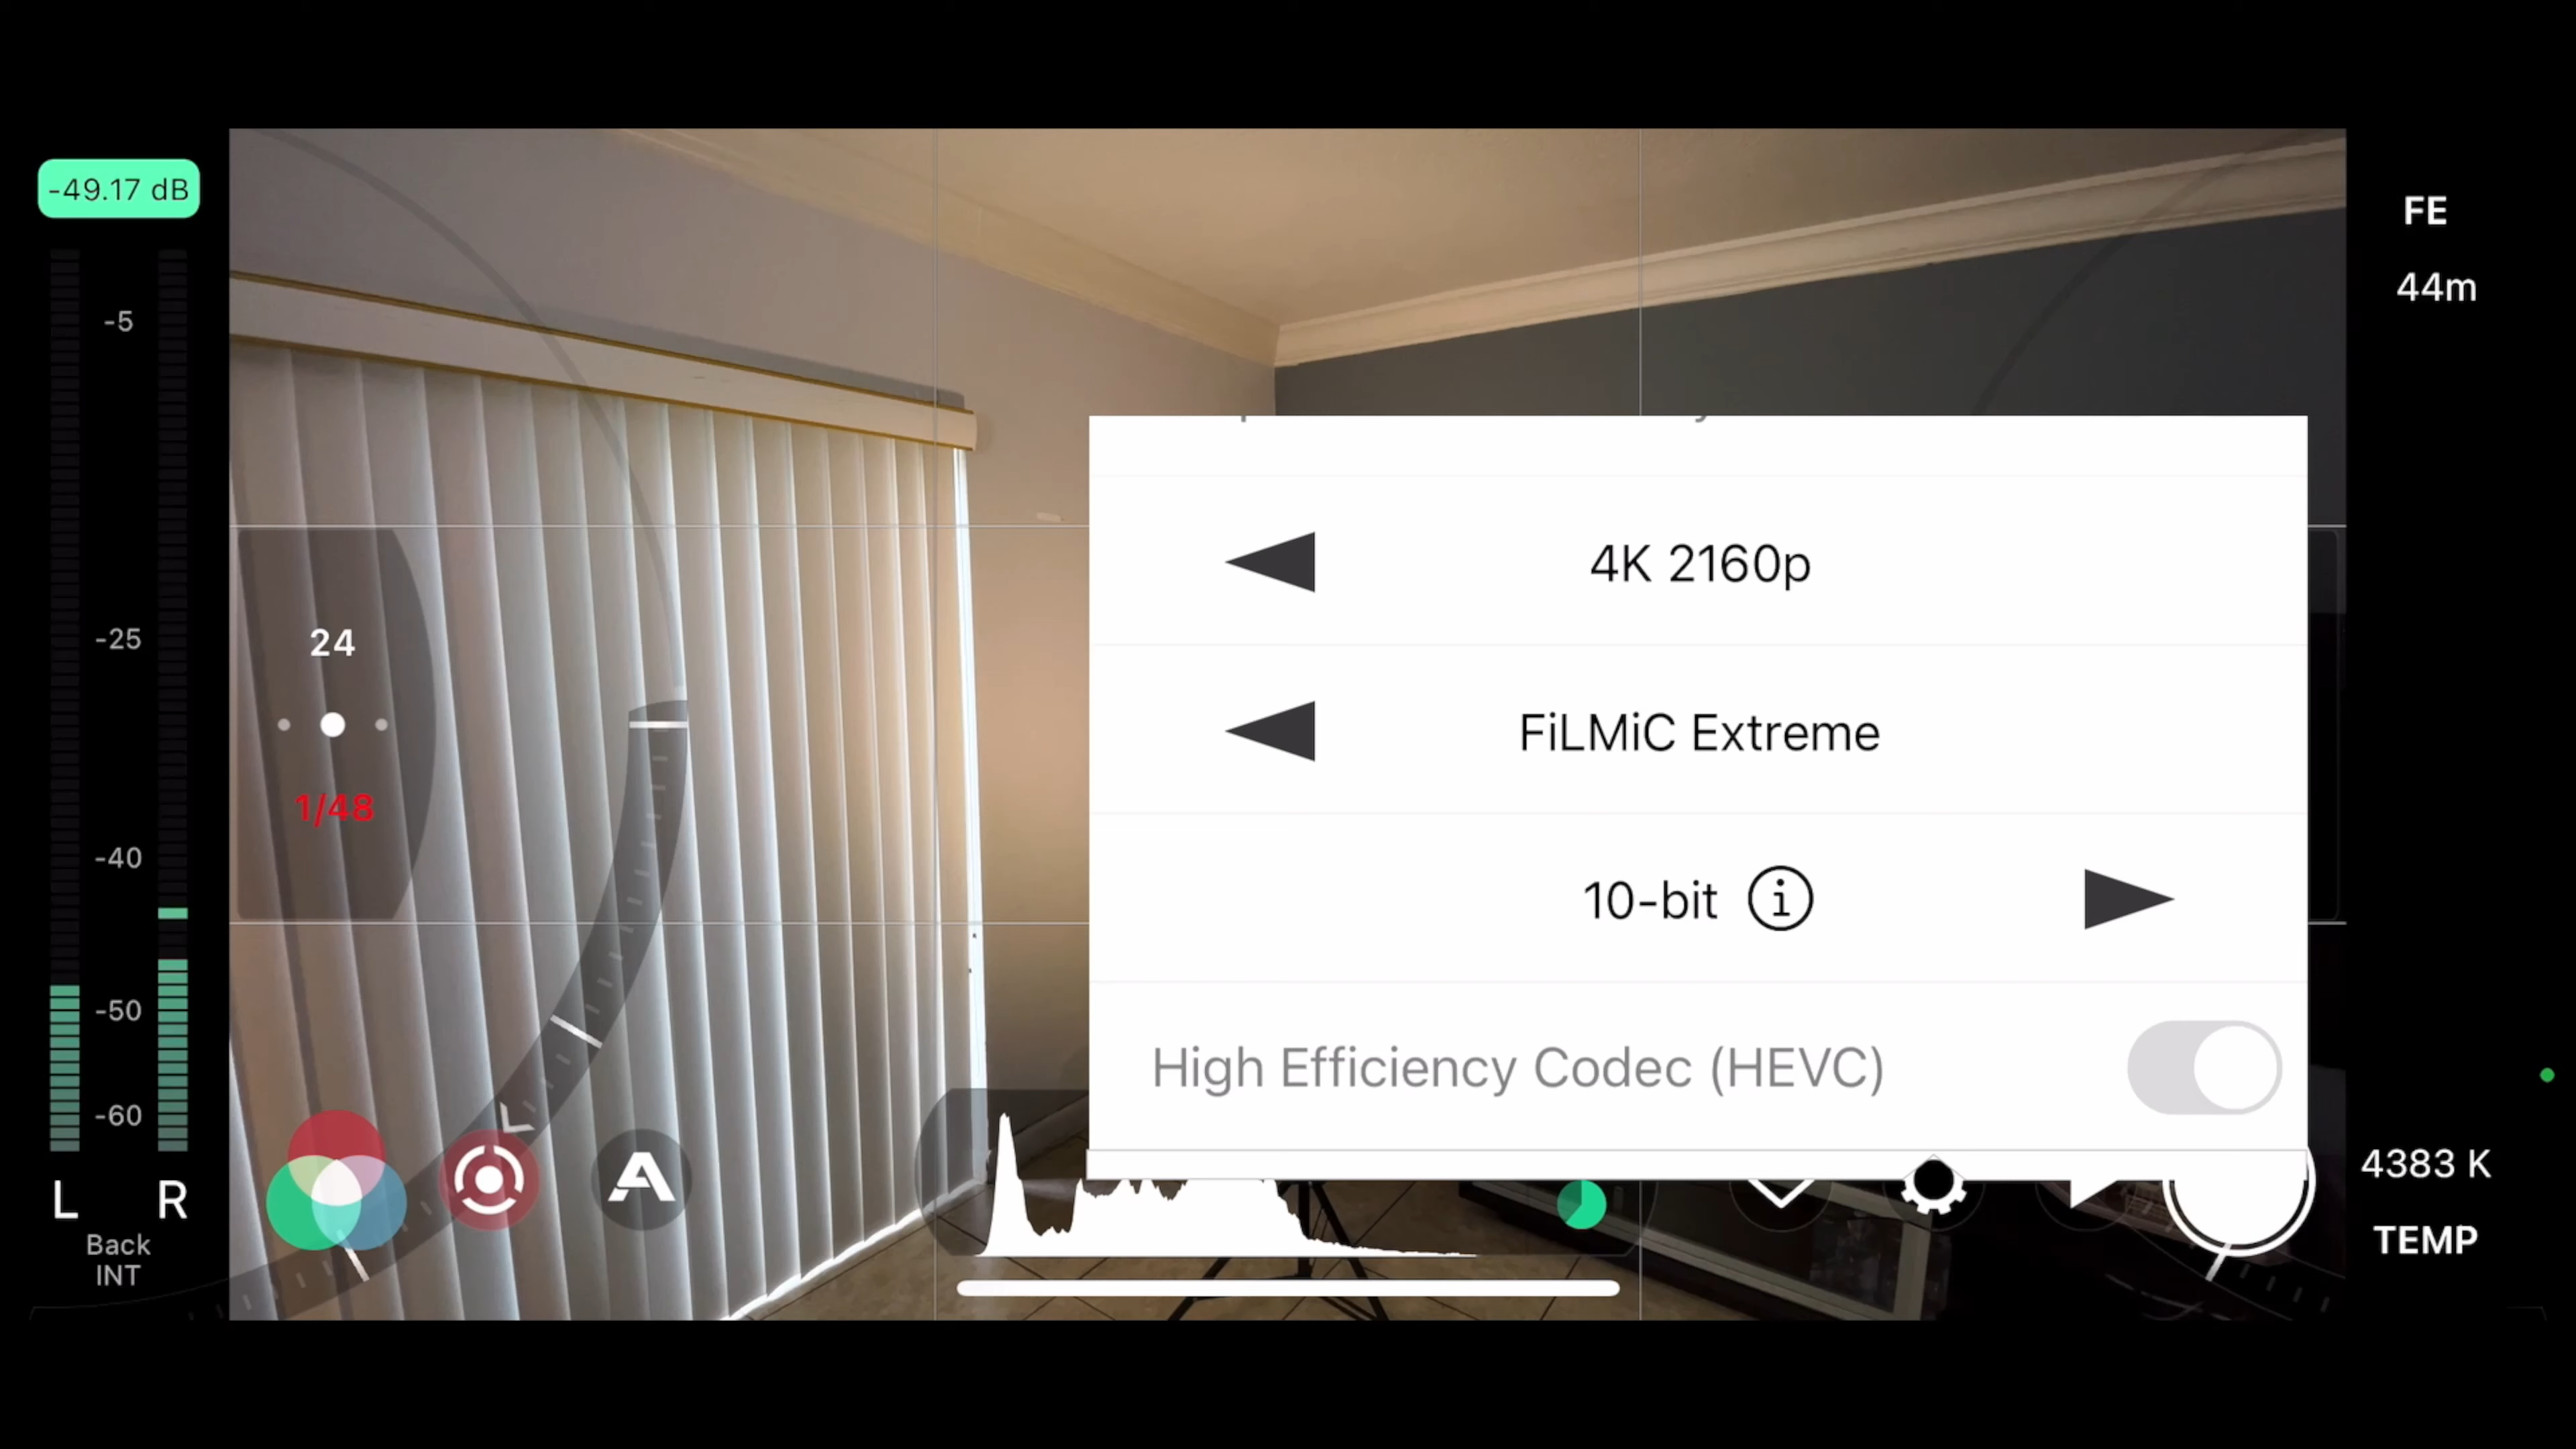 -49.17 dB
-5
-25
-40
-50
-60
L R
Back
INT
24
1/48
4K 2160p
FiLMiC Extreme
10-bit i
High Efficiency Codec (HEVC)
A
FE
44m
4383 K
TEMP